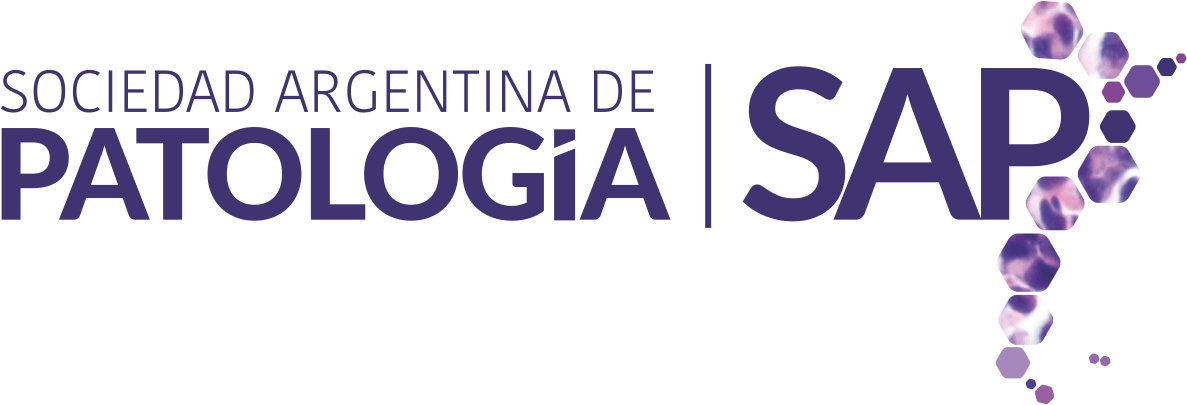 SOCIEDAD ARGENTINA DE
PATOLOGÍA
SAP